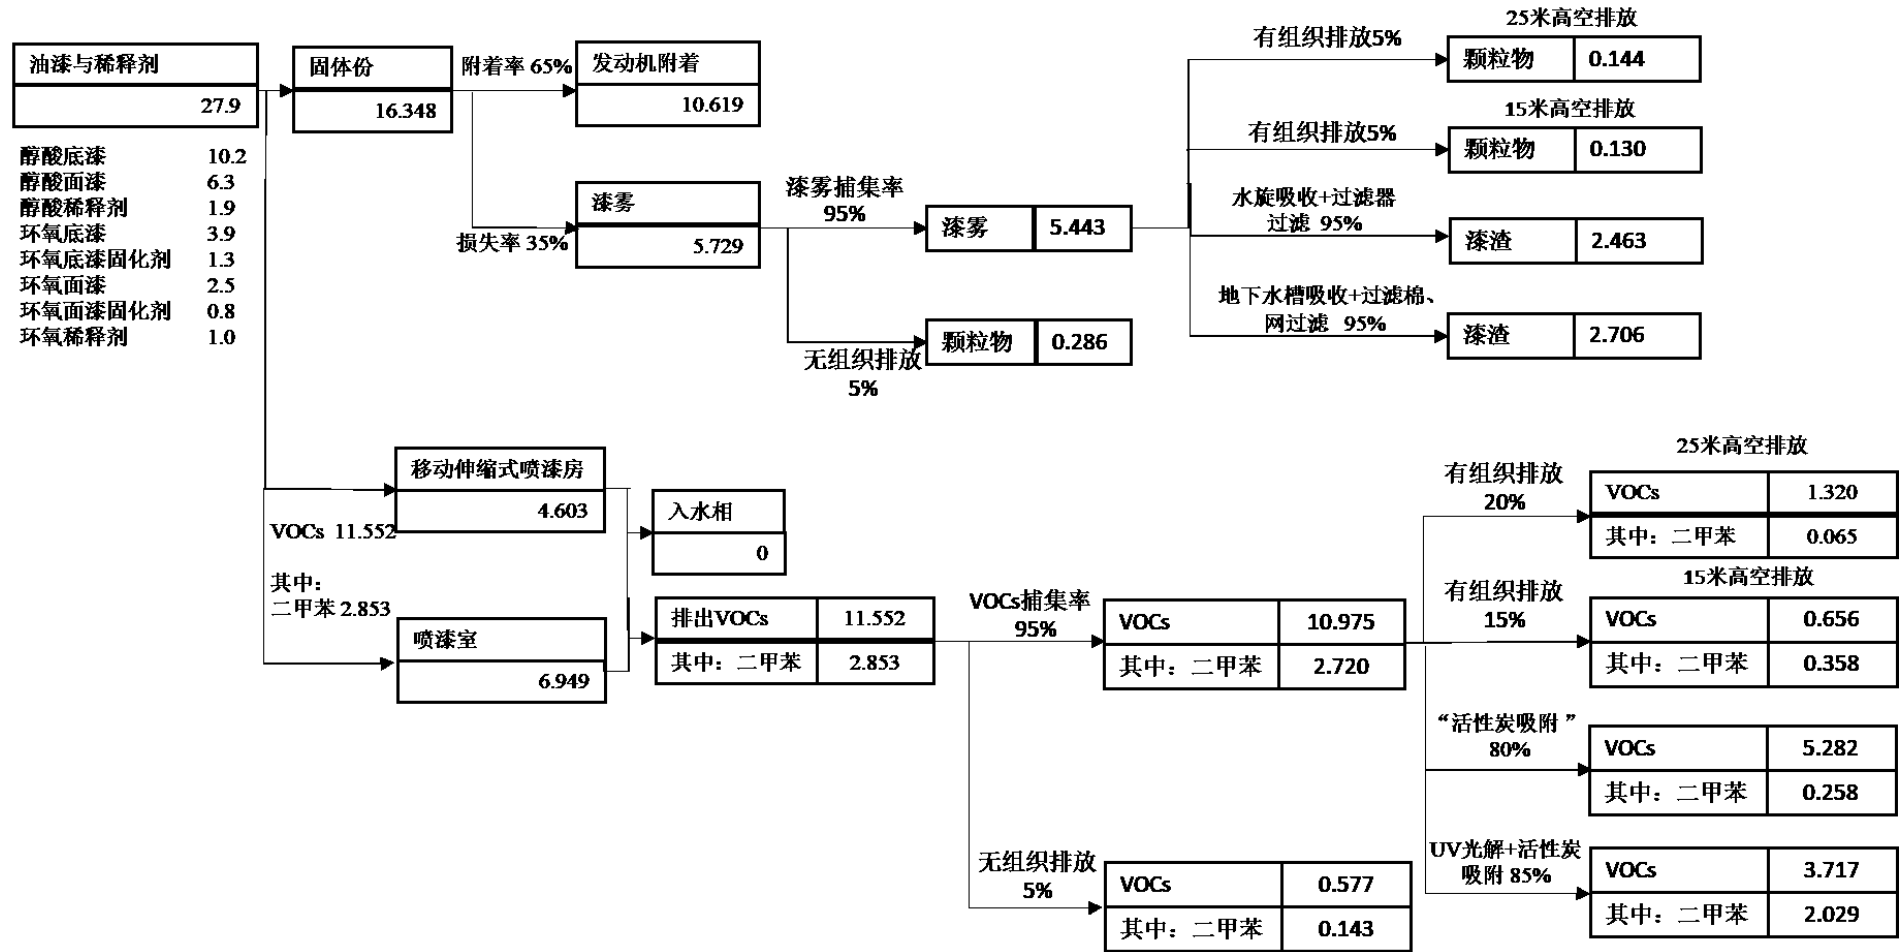 油漆与稀释剂
27.9
醇酸底漆 10.2
醇酸面漆 6.3
醇酸稀释剂 1.9
环氧底漆 3.9
环氧底漆固化剂 1.3
环氧面漆 2.5
环氧面漆固化剂 0.8
环氧稀释剂 1.0
固体份
16.348
附着率 65%
发动机附着
10.619
损失率 35%
漆雾
5.729
漆雾捕集率
95%
漆雾 5.443
无组织排放
5%
颗粒物 0.286
25米高空排放
有组织排放5%
颗粒物 0.144
15米高空排放
有组织排放5%
颗粒物 0.130
水旋吸收+过滤器
过滤 95%
漆渣 2.463
地下水槽吸收+过滤棉、
网过滤 95%
漆渣 2.706
VOCs 11.552
其中：
二甲苯 2.853
移动伸缩式喷漆房
4.603
喷漆室
6.949
入水相
0
排出VOCs 11.552
其中：二甲苯 2.853
VOCs捕集率
95%
VOCs 10.975
其中：二甲苯 2.720
无组织排放
5%
VOCs 0.577
其中：二甲苯 0.143
25米高空排放
有组织排放
20%
VOCs 1.320
其中：二甲苯 0.065
15米高空排放
有组织排放
15%
VOCs 0.656
其中：二甲苯 0.358
“活性炭吸附”
80%
VOCs 5.282
其中：二甲苯 0.258
UV光解+活性炭
吸附 85%
VOCs 3.717
其中：二甲苯 2.029